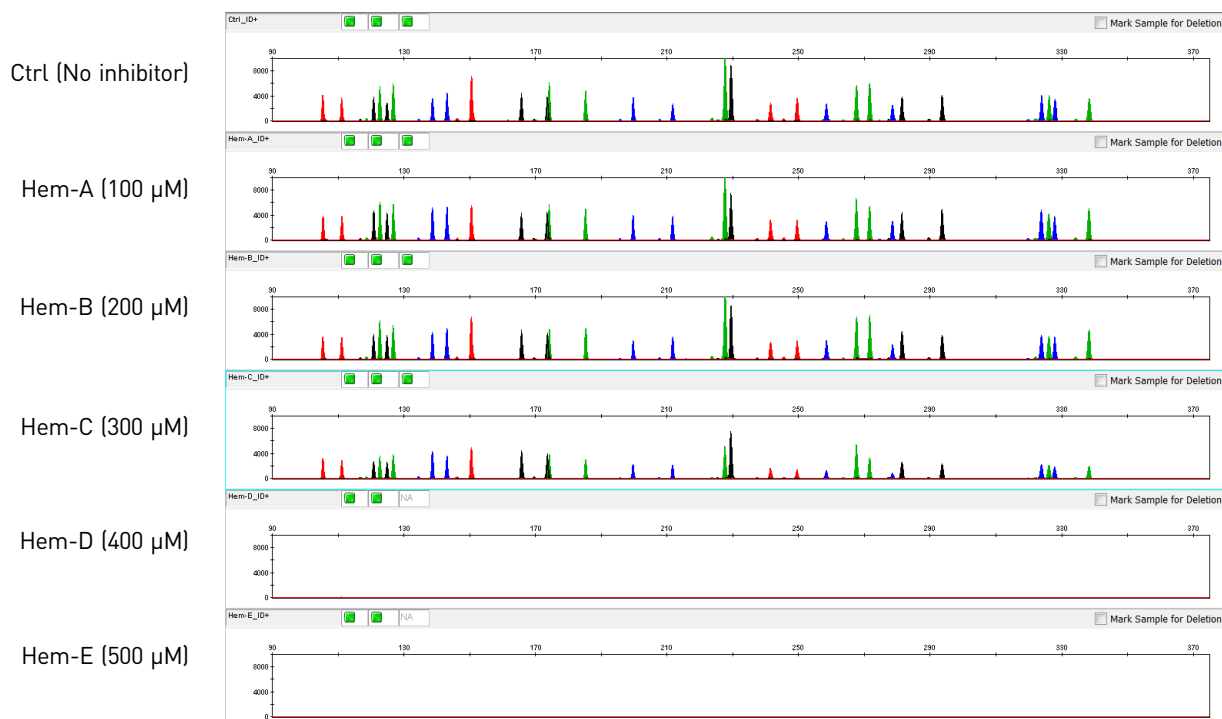 Ctrl_ID+ Mark Sample for Deletion
90 130 170 210 250 290 330 370
Ctrl (No inhibitor)
8000
4000
0
Hem-A_ID+ Mark Sample for Deletion
90 130 170 210 250 290 330 370
Hem-A (100 µM)
8000
4000
0
Hem-B_ID+ Mark Sample for Deletion
90 130 170 210 250 290 330 370
Hem-B (200 µM)
8000
4000
0
Hem-C_ID+ Mark Sample for Deletion
90 130 170 210 250 290 330 370
Hem-C (300 µM)
8000
4000
0
Hem-D_ID+ NA Mark Sample for Deletion
90 130 170 210 250 290 330 370
Hem-D (400 µM)
8000
4000
0
Hem-E_ID+ NA Mark Sample for Deletion
90 130 170 210 250 290 330 370
Hem-E (500 µM)
8000
4000
0